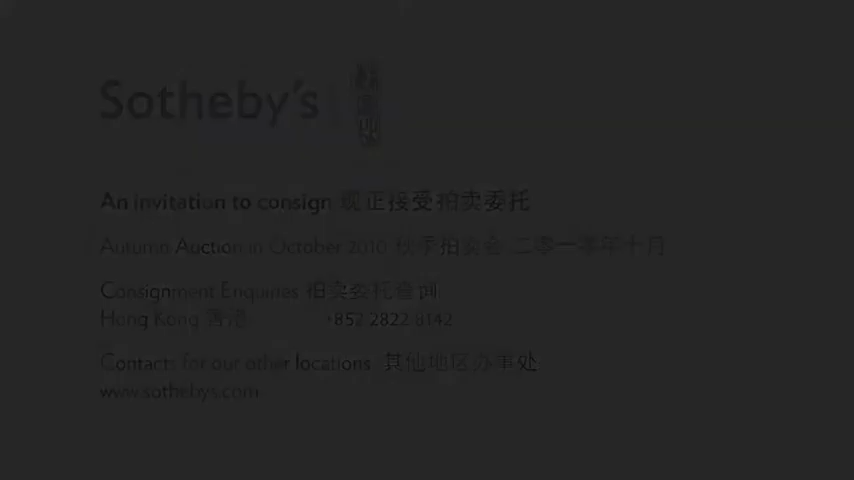 Sotheby's
An invitation to consign 现正接受拍卖委托
Autumn Auction in October 2010 秋季拍卖会 二零一零年十月
Consignment Enquiries 拍卖委托查询
Hong Kong 香港 +852 2822 8142
Contacts for our other locations 其他地区办事处
www.sothebys.com